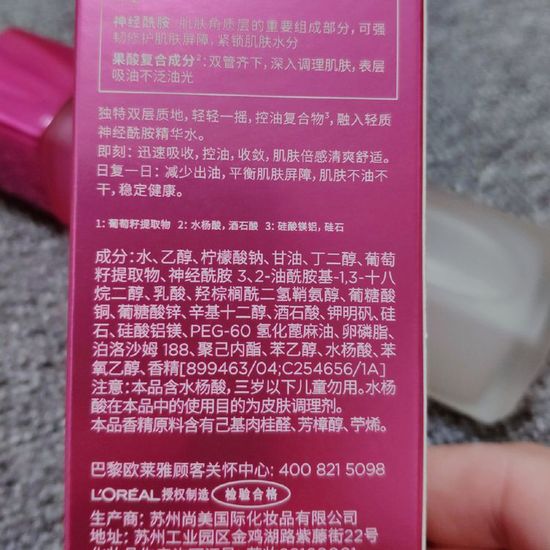 神经酰胺：肌肤角质层的重要组成部分，可强
韧修护肌肤屏障，紧锁肌肤水分
果酸复合成分²：双管齐下，深入调理肌肤，表层
吸油不泛油光
独特双层质地，轻轻一摇，控油复合物³，融入轻质
神经酰胺精华水。
即刻：迅速吸收，控油，收敛，肌肤倍感清爽舒适。
日复一日：减少出油，平衡肌肤屏障，肌肤不油不
干，稳定健康。
1：葡萄籽提取物 2：水杨酸，酒石酸 3：硅酸镁铝，硅石
成分：水、乙醇、柠檬酸钠、甘油、丁二醇、葡萄
籽提取物、神经酰胺 3、2-油酰胺基-1,3-十八
烷二醇、乳酸、羟棕榈酰二氢鞘氨醇、葡糖酸
铜、葡糖酸锌、辛基十二醇、酒石酸、钾明矾、硅
石、硅酸铝镁、PEG-60 氢化蓖麻油、卵磷脂、
泊洛沙姆 188、聚己内酯、苯乙醇、水杨酸、苯
氧乙醇、香精[899463/04;C254656/1A]
注意：本品含水杨酸，三岁以下儿童勿用。水杨
酸在本品中的使用目的为皮肤调理剂。
本品香精原料含有己基肉桂醛、芳樟醇、苧烯。
巴黎欧莱雅顾客关怀中心：400 821 5098
L'ORÉAL 授权制造 检验合格
生产商：苏州尚美国际化妆品有限公司
苏州工业园区金鸡湖路紫藤街22号